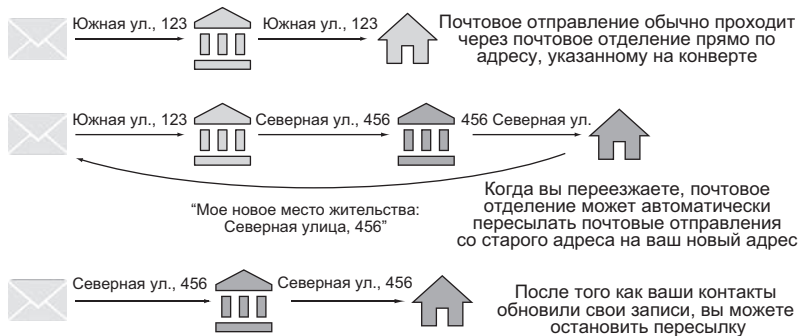 Южная ул., 123
Южная ул., 123
Почтовое отправление обычно проходит
через почтовое отделение прямо по
адресу, указанному на конверте
Южная ул., 123
Северная ул., 456
456 Северная ул.
“Мое новое место жительства:
Северная улица, 456”
Когда вы переезжаете, почтовое
отделение может автоматически
пересылать почтовые отправления
со старого адреса на ваш новый адрес
Северная ул., 456
Северная ул., 456
После того как ваши контакты
обновили свои записи, вы можете
остановить пересылку